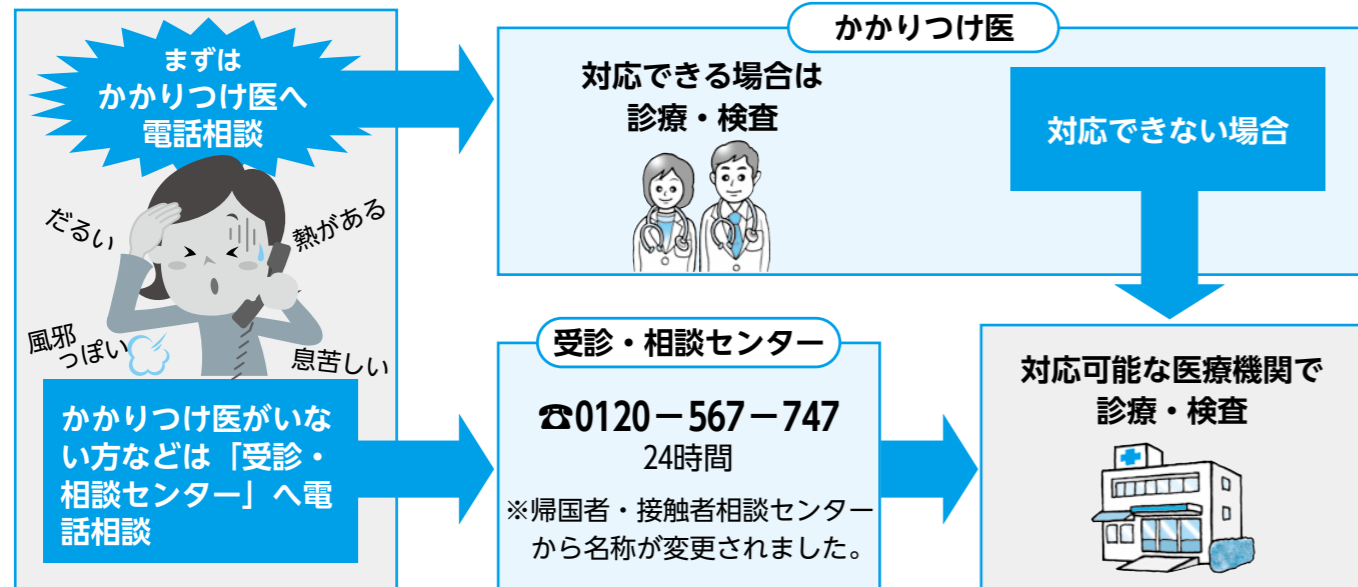 まずは
かかりつけ医へ
電話相談
だるい
熱がある
風邪
っぽい
息苦しい
かかりつけ医がいな
い方などは「受診・
相談センター」へ電
話相談
かかりつけ医
対応できる場合は
診療・検査
対応できない場合
受診・相談センター
☎0120－567－747
24時間
※帰国者・接触者相談センター
から名称が変更されました。
対応可能な医療機関で
診療・検査